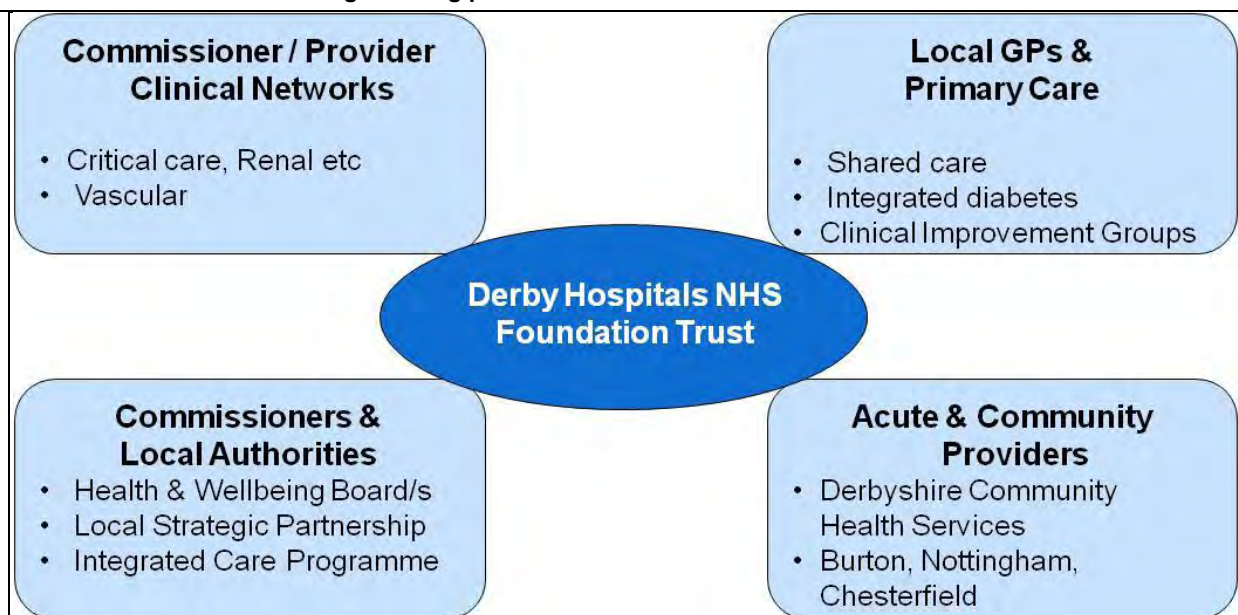 Commissioner / Provider
Clinical Networks
• Critical care, Renal etc
• Vascular
Local GPs &
Primary Care
• Shared care
• Integrated diabetes
• Clinical Improvement Groups
Derby Hospitals NHS
Foundation Trust
Commissioners &
Local Authorities
• Health & Wellbeing Board/s
• Local Strategic Partnership
• Integrated Care Programme
Acute & Community
Providers
• Derbyshire Community
Health Services
• Burton, Nottingham,
Chesterfield